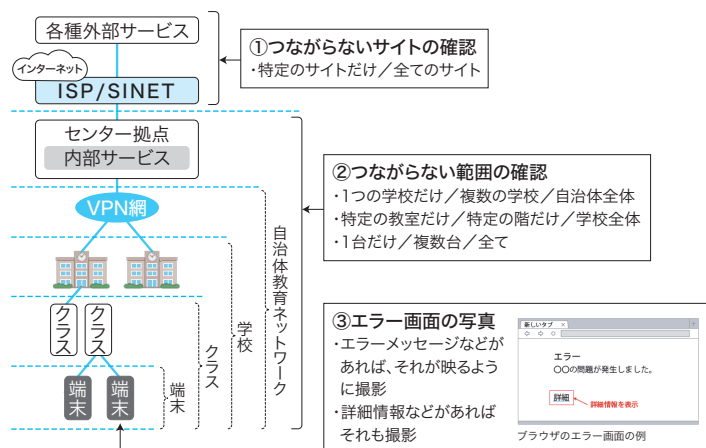 各種外部サービス
インターネット
ISP/SINET
センター拠点
内部サービス
VPN網
クラス
クラス
端末
端末
端末
クラス
学校
自治体教育ネットワーク
①つながらないサイトの確認
・特定のサイトだけ／全てのサイト
②つながらない範囲の確認
・1つの学校だけ／複数の学校／自治体全体
・特定の教室だけ／特定の階だけ／学校全体
・1台だけ／複数台／全て
③エラー画面の写真
・エラーメッセージなどが
あれば、それが映るよう
に撮影
・詳細情報などがあれば
それも撮影
新しいタブ ×
エラー
〇〇の問題が発生しました。
詳細
詳細情報を表示
ブラウザのエラー画面の例